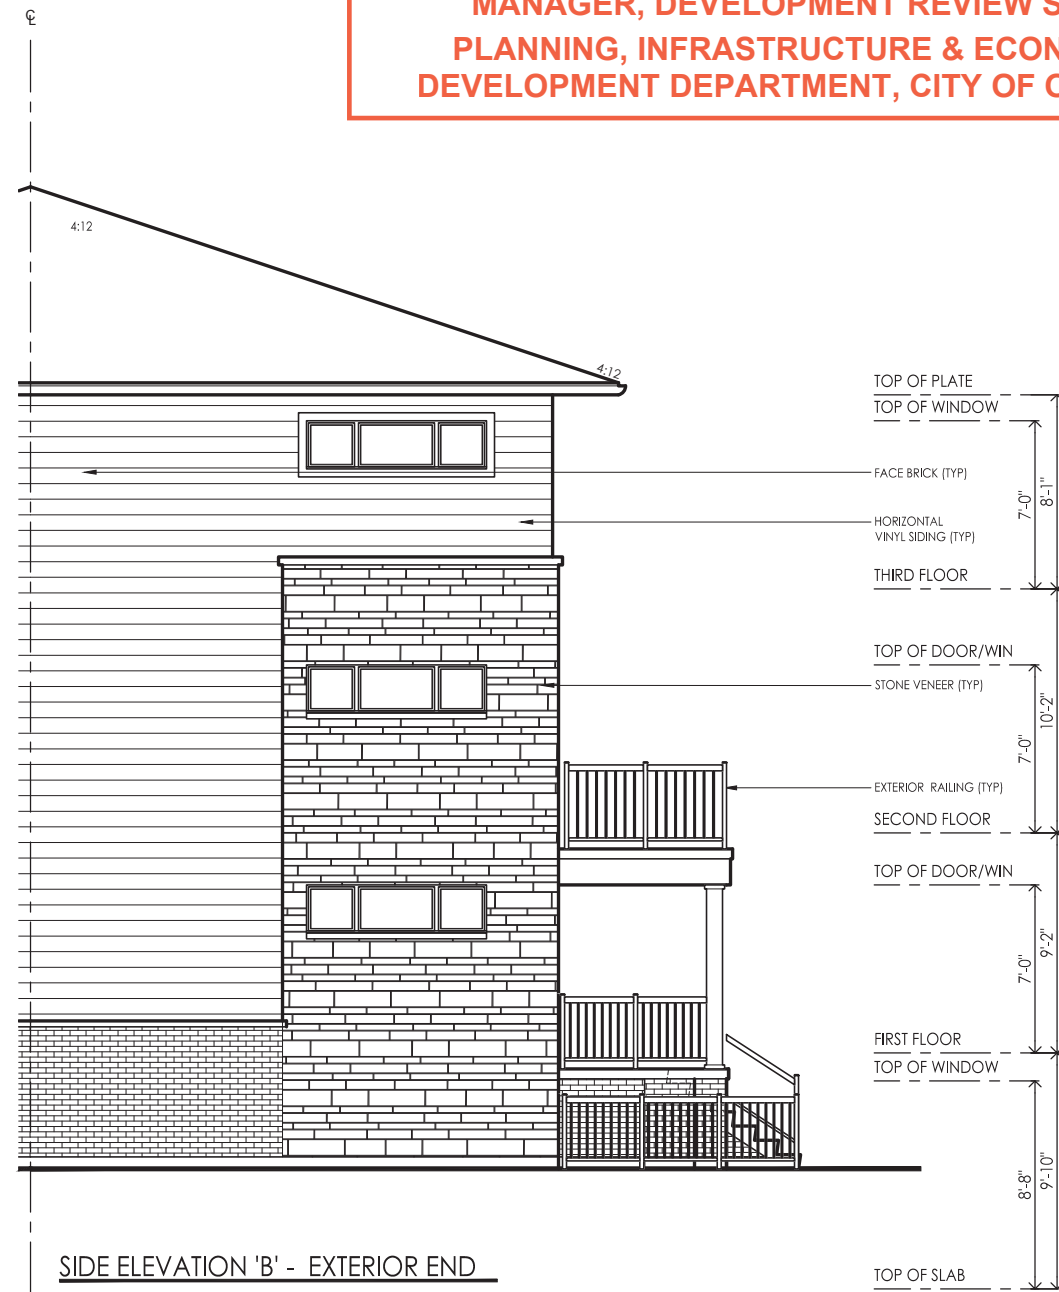 ℄
MANAGER, DEVELOPMENT REVIEW
PLANNING, INFRASTRUCTURE &
DEVELOPMENT DEPARTMENT, CITY OF
4:12
4:12
TOP OF PLATE
TOP OF WINDOW
FACE BRICK (TYP)
7'-0"
8'-1"
HORIZONTAL
VINYL SIDING (TYP)
THIRD FLOOR
TOP OF DOOR/WIN
STONE VENEER (TYP)
7'-0"
10'-2"
EXTERIOR RAILING (TYP)
SECOND FLOOR
TOP OF DOOR/WIN
7'-0"
9'-2"
FIRST FLOOR
TOP OF WINDOW
8'-8"
9'-10"
SIDE ELEVATION 'B' - EXTERIOR END
TOP OF SLAB